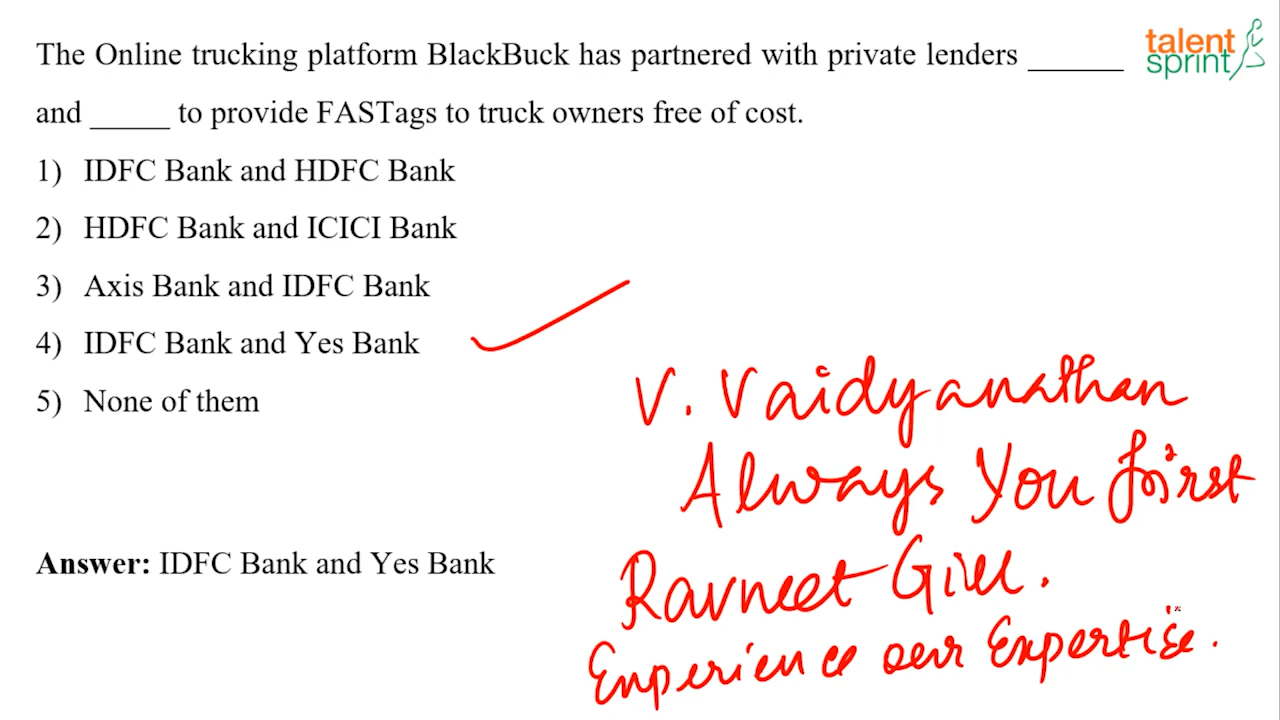 The Online trucking platform BlackBuck has partnered with private lenders ______
and _____ to provide FASTags to truck owners free of cost.
1) IDFC Bank and HDFC Bank
2) HDFC Bank and ICICI Bank
3) Axis Bank and IDFC Bank
4) IDFC Bank and Yes Bank
5) None of them
Answer: IDFC Bank and Yes Bank
talent
sprint
V. Vaidyanathan
Always You first
Ravneet Gill.
Experience our Expertise.